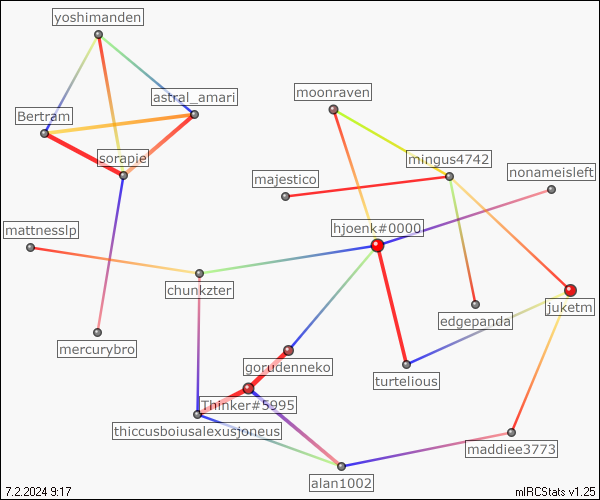 yoshimanden
astral_amari
moonraven
Bertram
sorapie
mingus4742
majestico
nonameisleft
mattnesslp
hjoenk#0000
chunkzter
juketm
edgepanda
mercurybro
gorudenneko
turtelious
Thinker#5995
thiccusboiusalexusjoneus
maddiee3773
alan1002
7.2.2024 9:17
mIRCStats v1.25